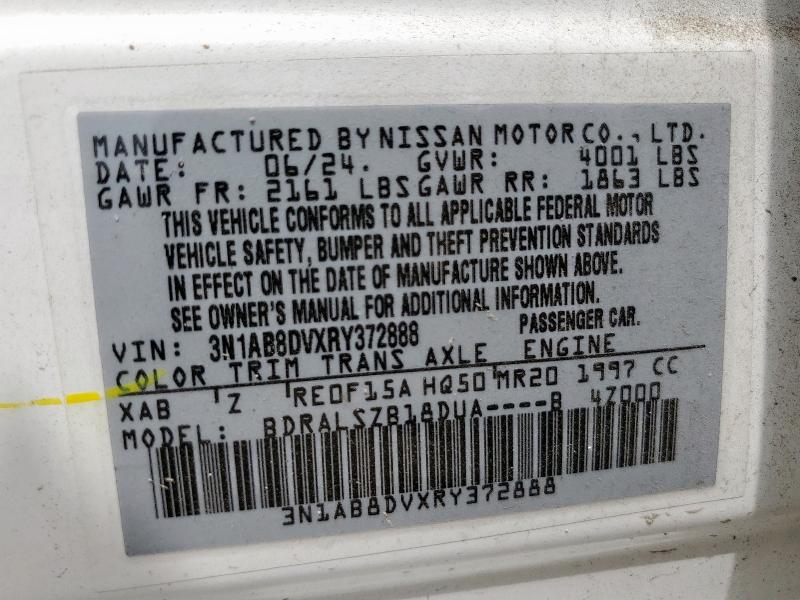 MANUFACTURED BY NISSAN MOTOR CO., LTD.
DATE: 06/24. GVWR: 4001 LBS
GAWR FR: 2161 LBS GAWR RR: 1863 LBS
THIS VEHICLE CONFORMS TO ALL APPLICABLE FEDERAL MOTOR
VEHICLE SAFETY, BUMPER AND THEFT PREVENTION STANDARDS
IN EFFECT ON THE DATE OF MANUFACTURE SHOWN ABOVE.
SEE OWNER'S MANUAL FOR ADDITIONAL INFORMATION.
VIN: 3N1AB8DVXRY372888 PASSENGER CAR.
COLOR TRIM TRANS AXLE ENGINE
XAB Z RE0F15A HQ50 MR20 1997 CC
MODEL: BDRALSZB18DUA----B 4Z000
3N1AB8DVXRY372888